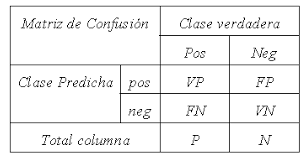 Matriz de Confusión Clase verdadera
Pos Neg
Clase Predicha pos VP FP
neg FN VN
Total columna P N